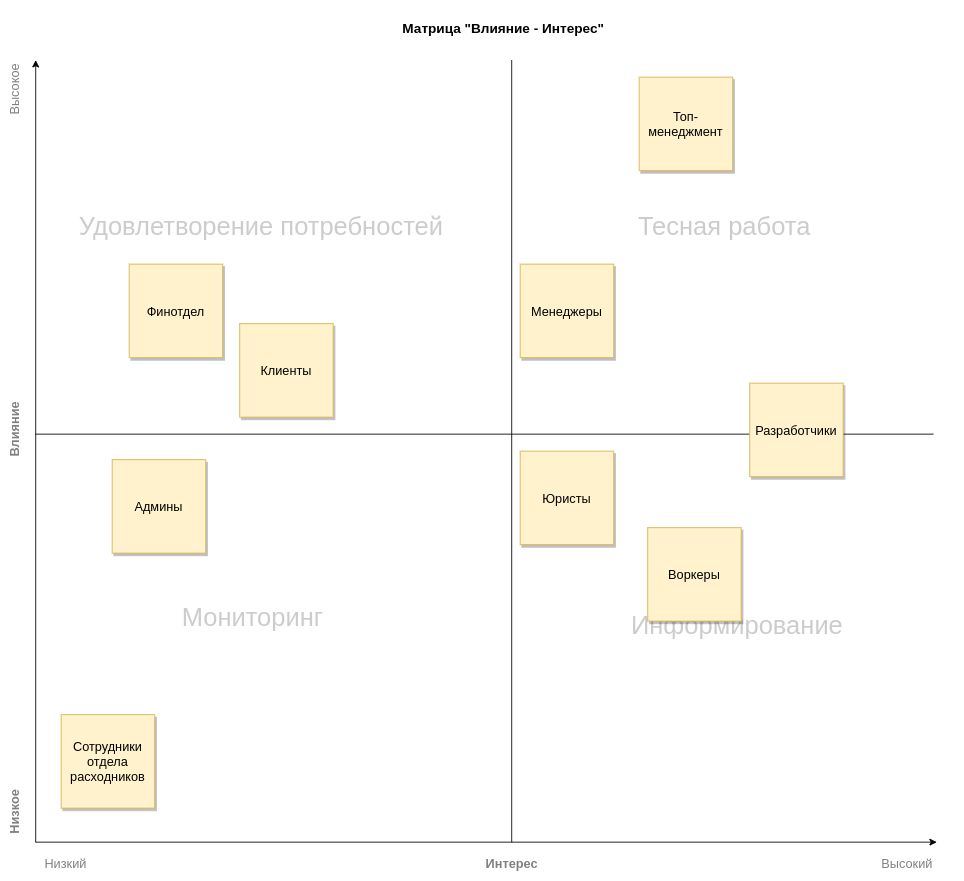 Матрица "Влияние - Интерес"
Высокое
Топ-
менеджмент
Удовлетворение потребностей
Тесная работа
Финотдел
Менеджеры
Клиенты
Влияние
Разработчики
Админы
Юристы
Воркеры
Мониторинг
Информирование
Сотрудники
отдела
расходников
Низкое
Низкий
Интерес
Высокий